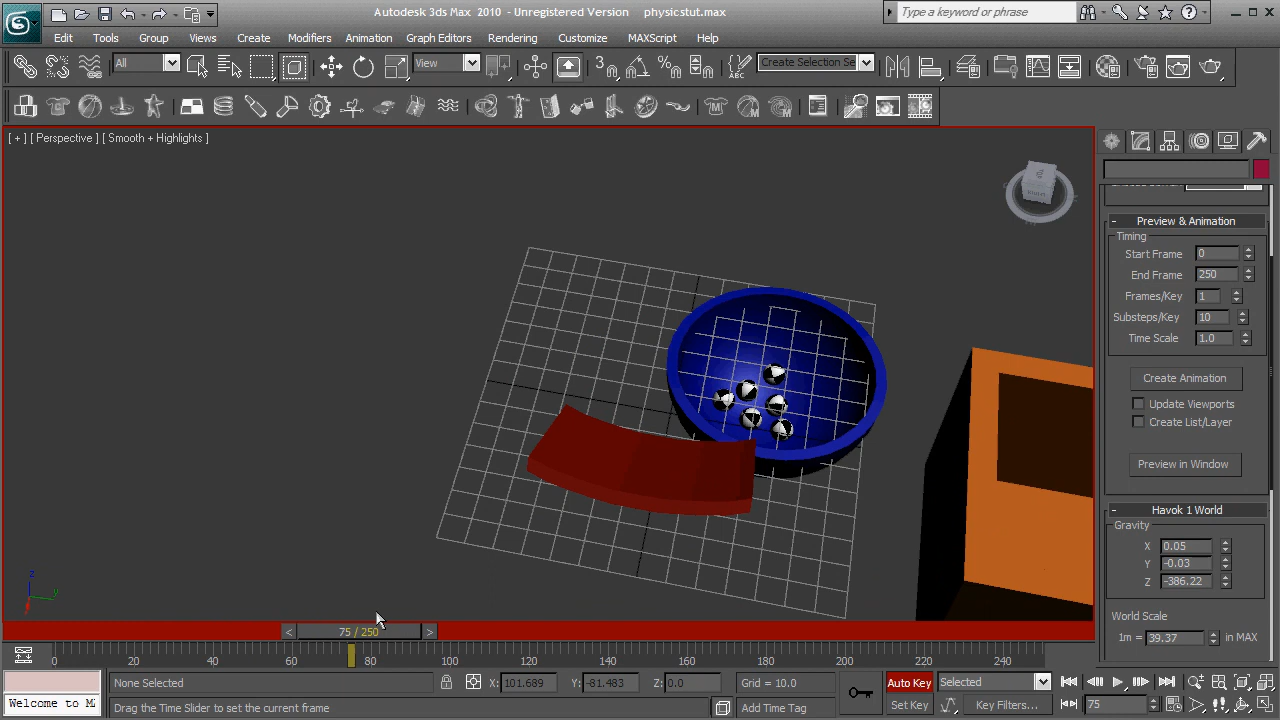 Autodesk 3ds Max 2010 - Unregistered Version physicstut.max
Type a keyword or phrase
Edit Tools Group Views Create Modifiers Animation Graph Editors Rendering Customize MAXScript Help
All View 3 Create Selection Se
[ + ] [ Perspective ] [ Smooth + Highlights ]
- Preview & Animation
Timing
Start Frame 0
End Frame 250
Frames/Key 1
Substeps/Key 10
Time Scale 1.0
Create Animation
Update Viewports
Create List/Layer
Preview in Window
- Havok 1 World
Gravity
X 0.05
Y -0.03
Z -386.22
World Scale
1m = 39.37 in MAX
z
y
< 75 / 250 >
0 20 40 60 80 100 120 140 160 180 200 220 240
None Selected X: 101.689 Y: -81.483 Z: 0.0 Grid = 10.0 Auto Key Selected
Welcome to M Drag the Time Slider to set the current frame Add Time Tag Set Key Key Filters... 75